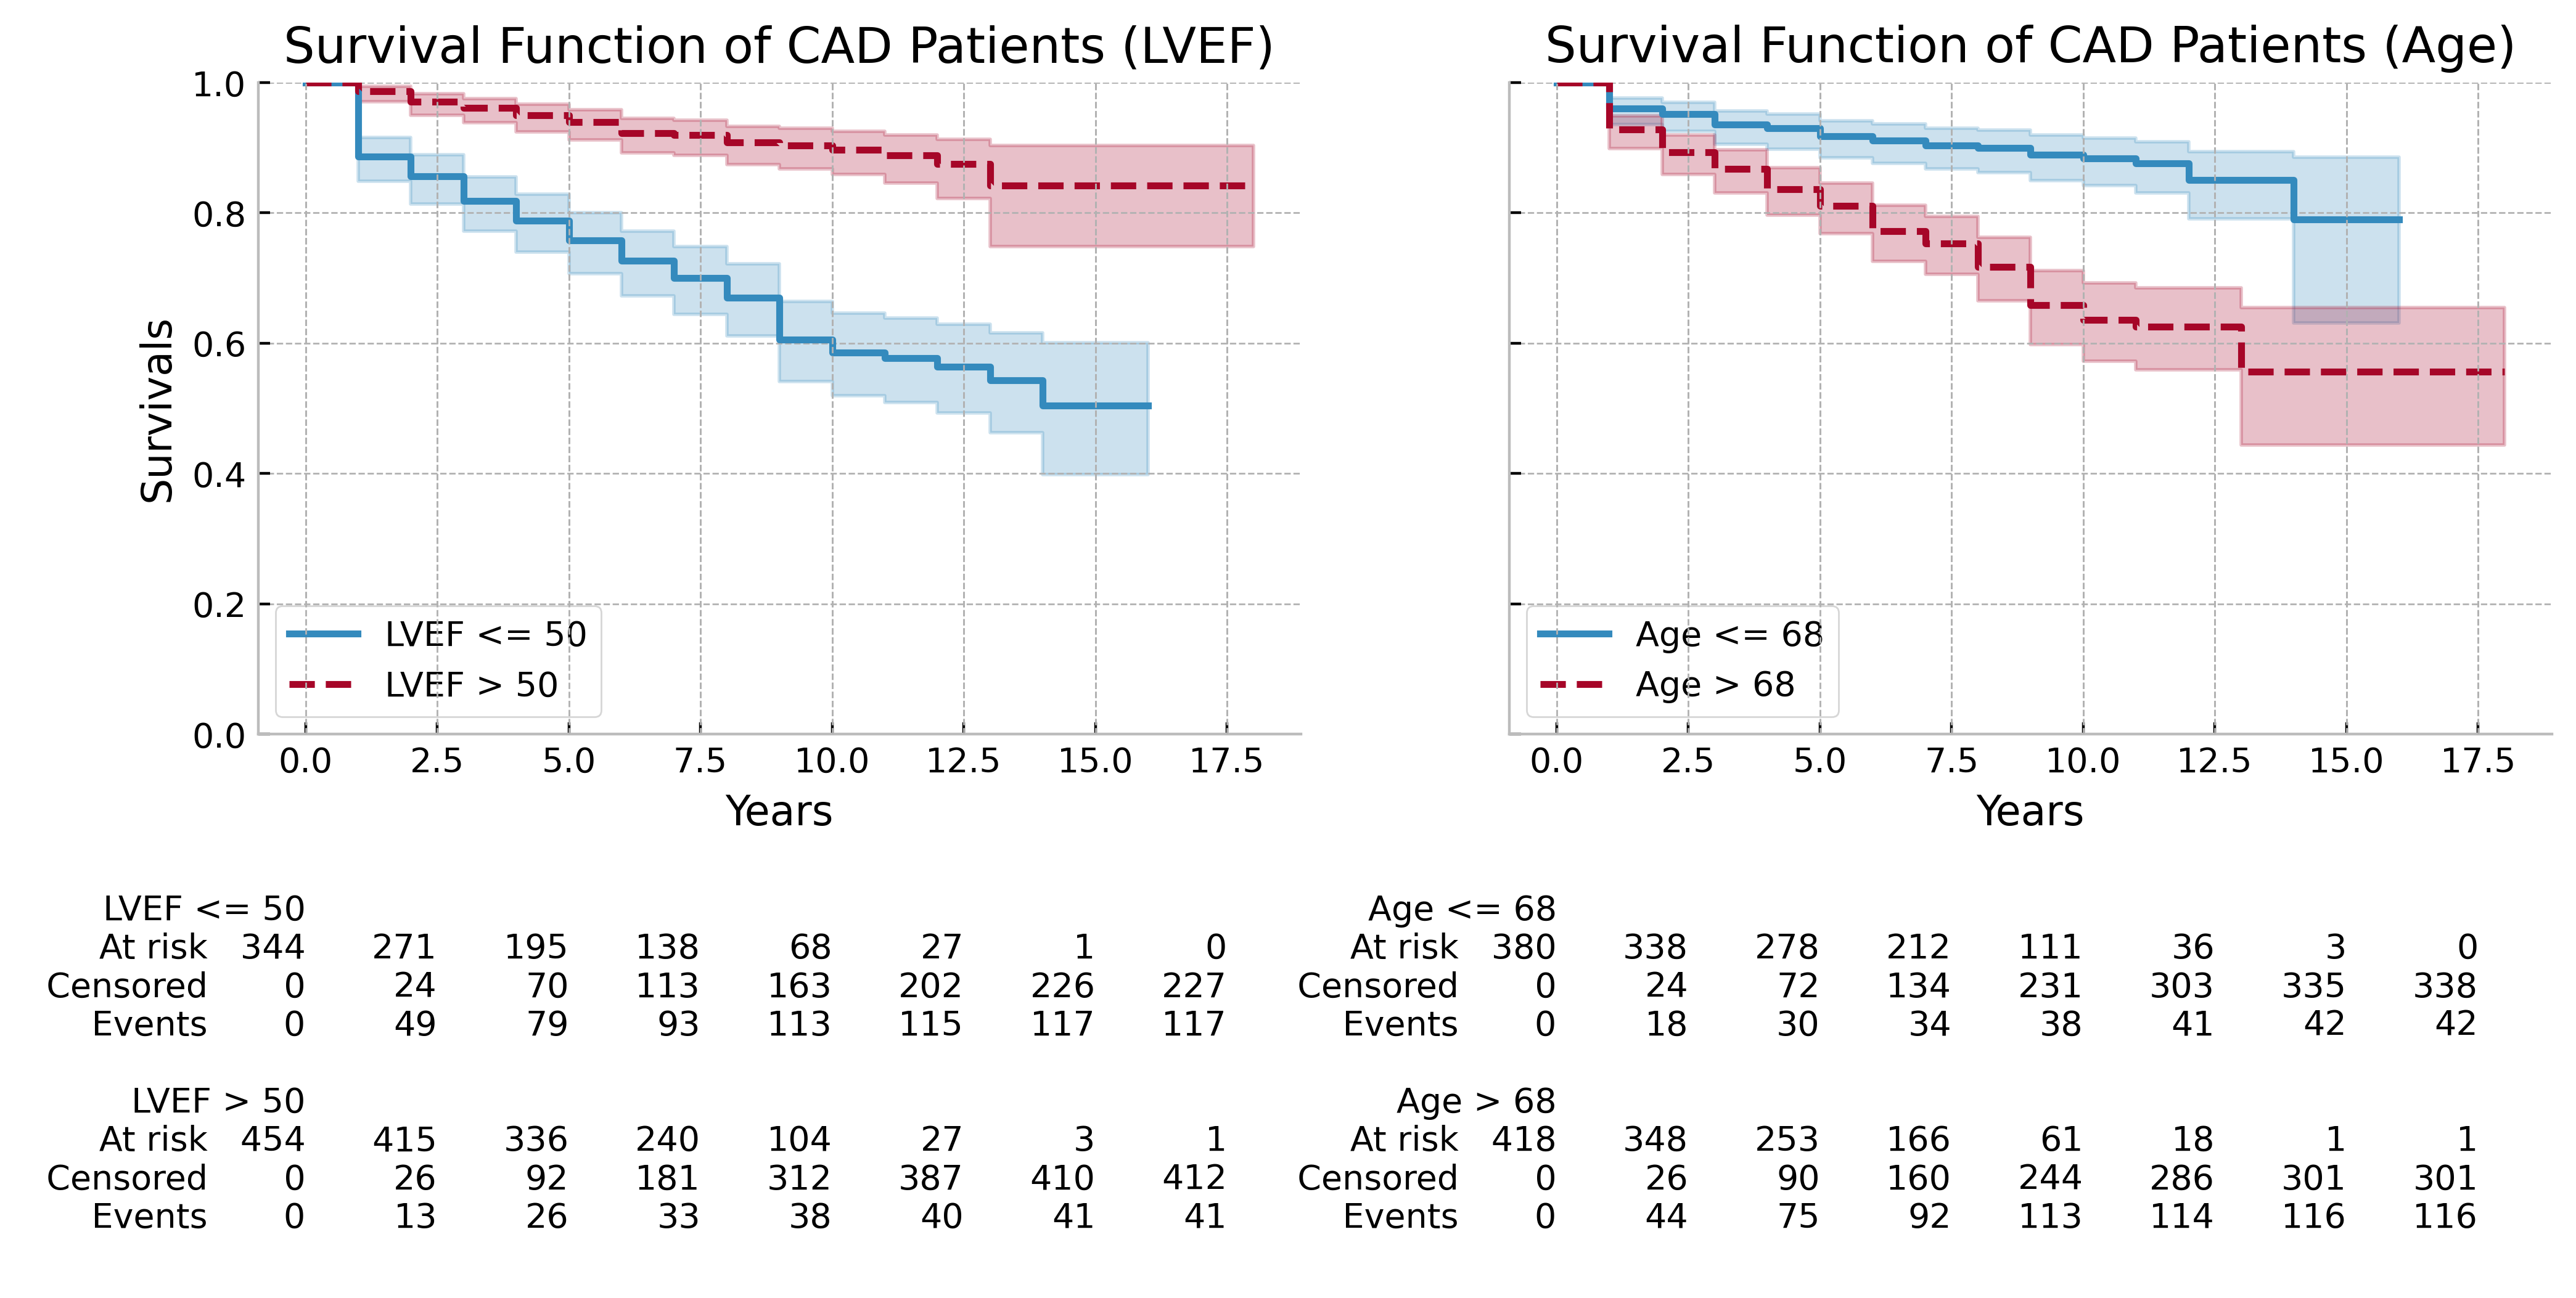 Survival Function of CAD Patients (LVEF)
1.0
0.8
0.6
0.4
0.2
0.0
Survivals
LVEF <= 50
LVEF > 50
0.0 2.5 5.0 7.5 10.0 12.5 15.0 17.5
Years
LVEF <= 50
At risk 344 271 195 138 68 27 1 0
Censored 0 24 70 113 163 202 226 227
Events 0 49 79 93 113 115 117 117
LVEF > 50
At risk 454 415 336 240 104 27 3 1
Censored 0 26 92 181 312 387 410 412
Events 0 13 26 33 38 40 41 41
Survival Function of CAD Patients (Age)
Age <= 68
Age > 68
0.0 2.5 5.0 7.5 10.0 12.5 15.0 17.5
Years
Age <= 68
At risk 380 338 278 212 111 36 3 0
Censored 0 24 72 134 231 303 335 338
Events 0 18 30 34 38 41 42 42
Age > 68
At risk 418 348 253 166 61 18 1 1
Censored 0 26 90 160 244 286 301 301
Events 0 44 75 92 113 114 116 116